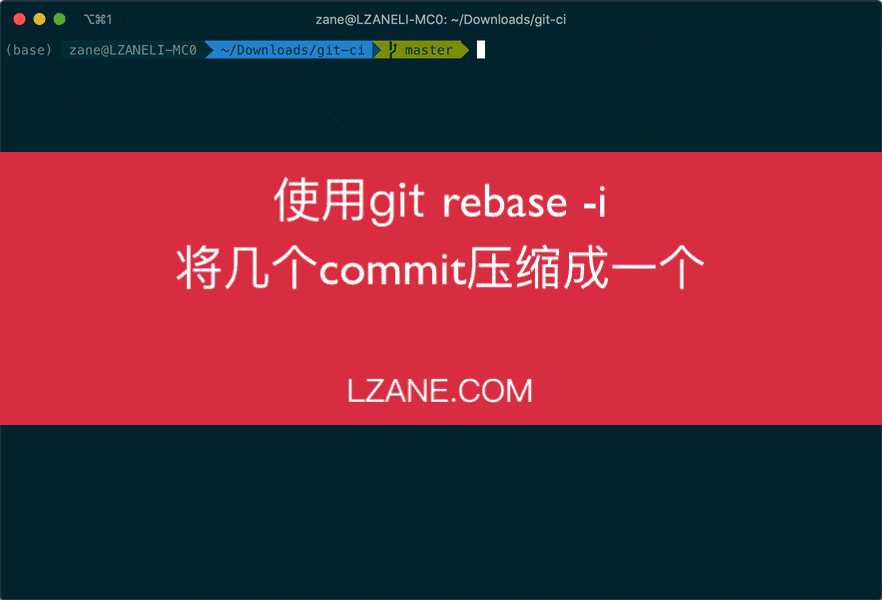 ⌥⌘1 zane@LZANELI-MC0: ~/Downloads/git-ci
(base) zane@LZANELI-MC0 ~/Downloads/git-ci master
使用git rebase -i
将几个commit压缩成一个
LZANE.COM